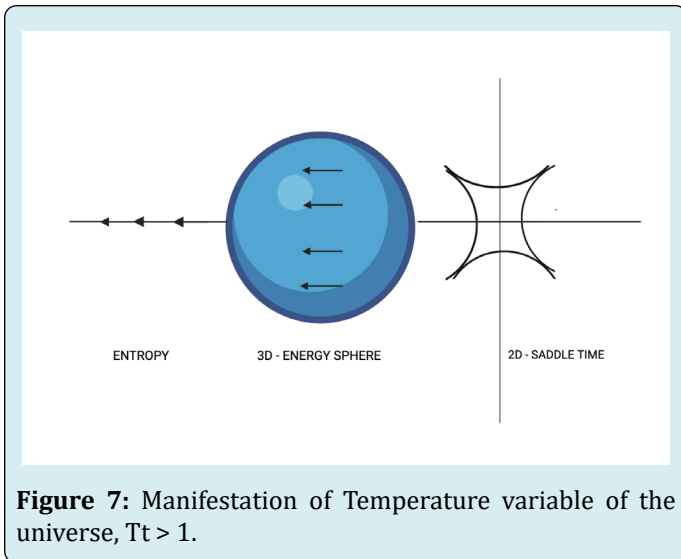 ENTROPY 3D - ENERGY SPHERE 2D - SADDLE TIME
Figure 7: Manifestation of Temperature variable of the
universe, Tt > 1.